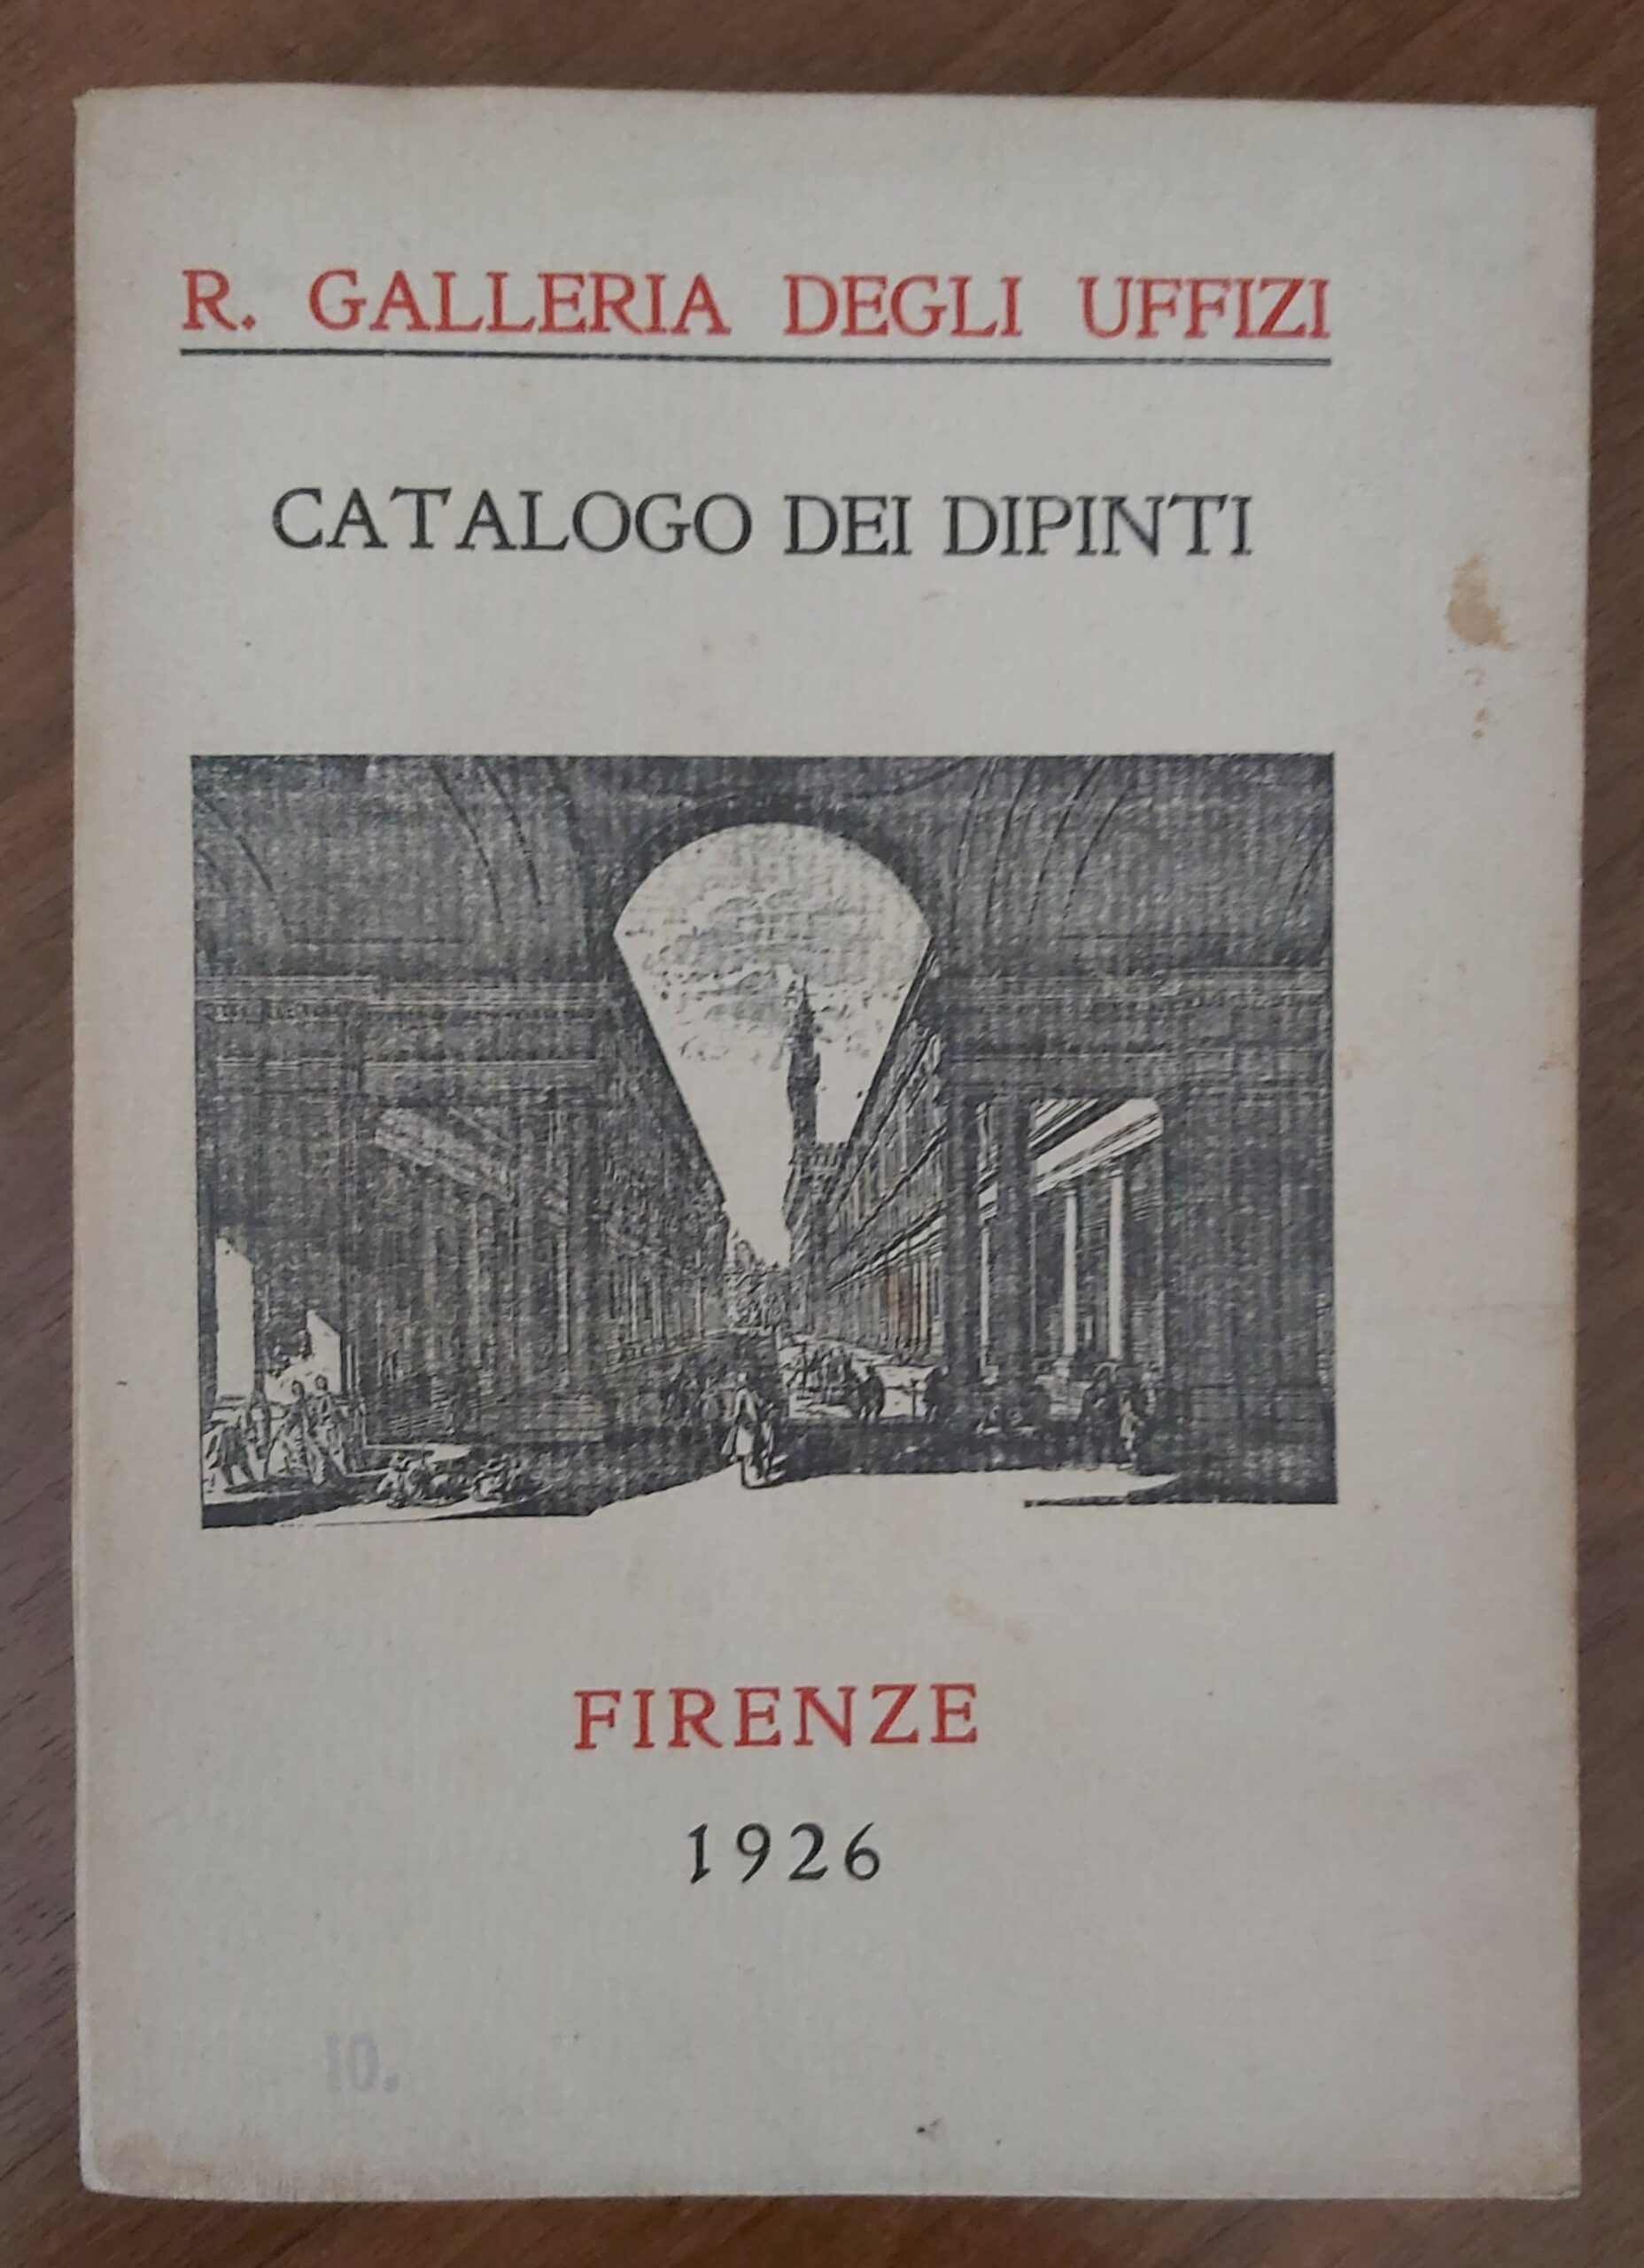 R. GALLERIA DEGLI UFFIZI
CATALOGO DEI DIPINTI
FIRENZE
1926
10.